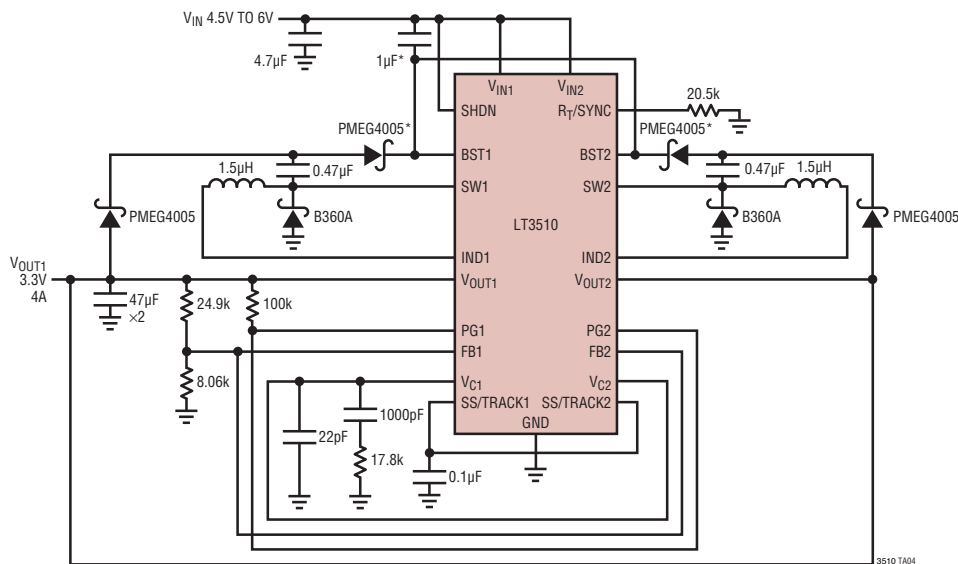 VIN 4.5V TO 6V
4.7µF
1µF*
VIN1
VIN2
SHDN
RT/SYNC
20.5k
PMEG4005*
PMEG4005*
BST1
BST2
1.5µH
0.47µF
0.47µF
1.5µH
SW1
SW2
PMEG4005
B360A
LT3510
B360A
PMEG4005
IND1
IND2
VOUT1
3.3V
4A
VOUT1
VOUT2
47µF
×2
24.9k
100k
PG1
PG2
FB1
FB2
8.06k
VC1
VC2
SS/TRACK1
SS/TRACK2
1000pF
GND
22pF
17.8k
0.1µF
3510 TA04